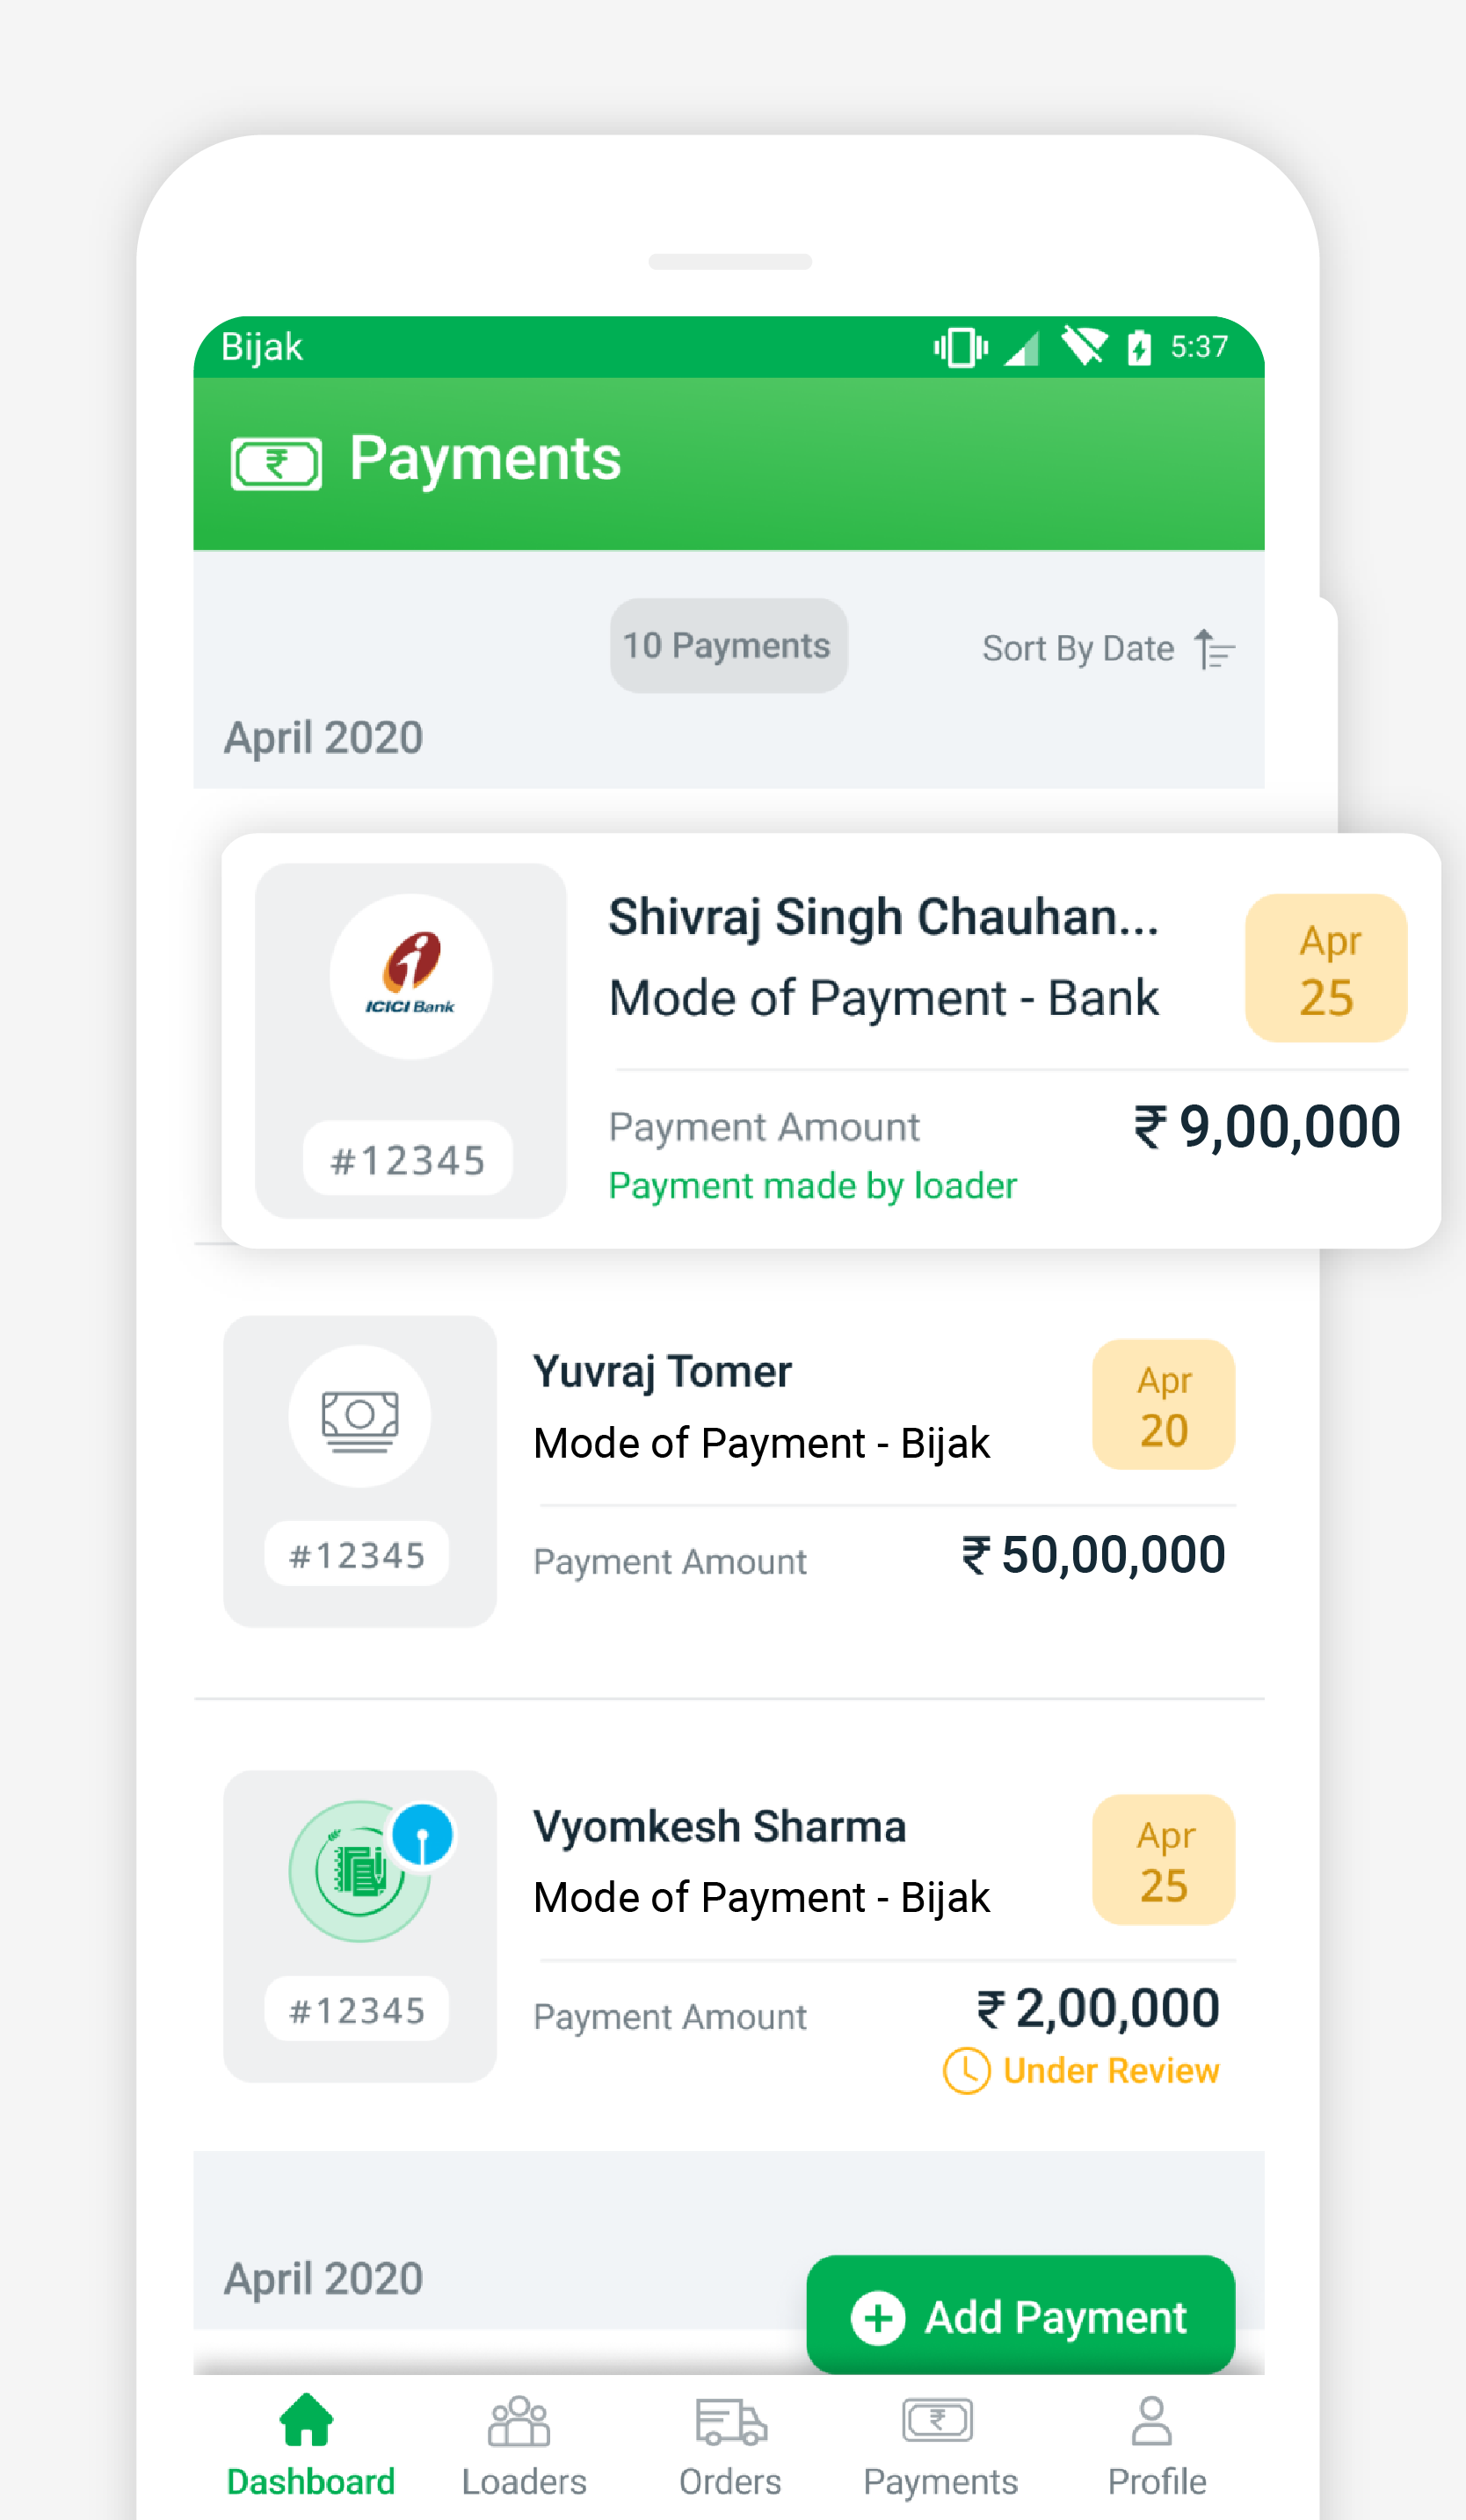 Bijak 5:37
₹ Payments
10 Payments Sort By Date
April 2020
Shivraj Singh Chauhan...
Mode of Payment - Bank
Apr
25
ICICI Bank
#12345
Payment Amount ₹ 9,00,000
Payment made by loader
Yuvraj Tomer
Mode of Payment - Bijak
Apr
20
#12345
Payment Amount ₹ 50,00,000
Vyomkesh Sharma
Mode of Payment - Bijak
Apr
25
#12345
Payment Amount ₹ 2,00,000
Under Review
April 2020
Add Payment
₹
Dashboard Loaders Orders Payments Profile